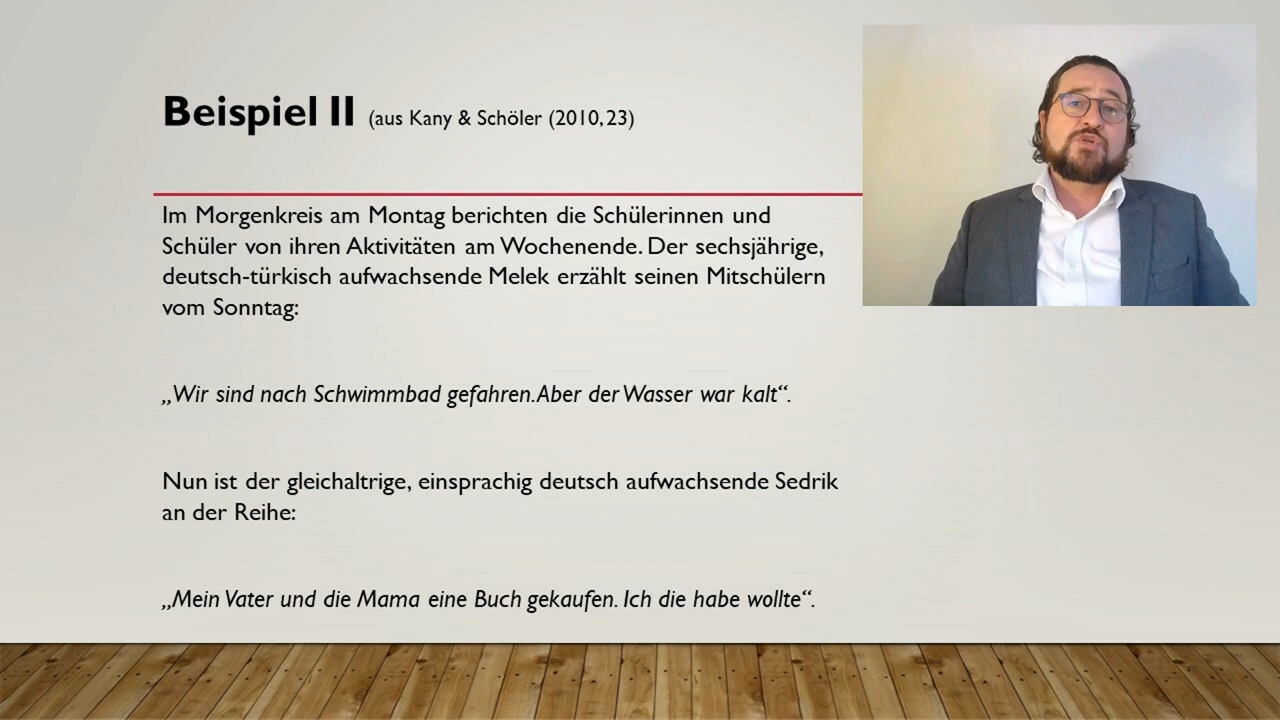 Beispiel II (aus Kany & Schöler (2010, 23)
Im Morgenkreis am Montag berichten die Schülerinnen und
Schüler von ihren Aktivitäten am Wochenende. Der sechsjährige,
deutsch-türkisch aufwachsende Melek erzählt seinen Mitschülern
vom Sonntag:
„Wir sind nach Schwimmbad gefahren. Aber der Wasser war kalt“.
Nun ist der gleichaltrige, einsprachig deutsch aufwachsende Sedrik
an der Reihe:
„Mein Vater und die Mama eine Buch gekaufen. Ich die habe wollte“.